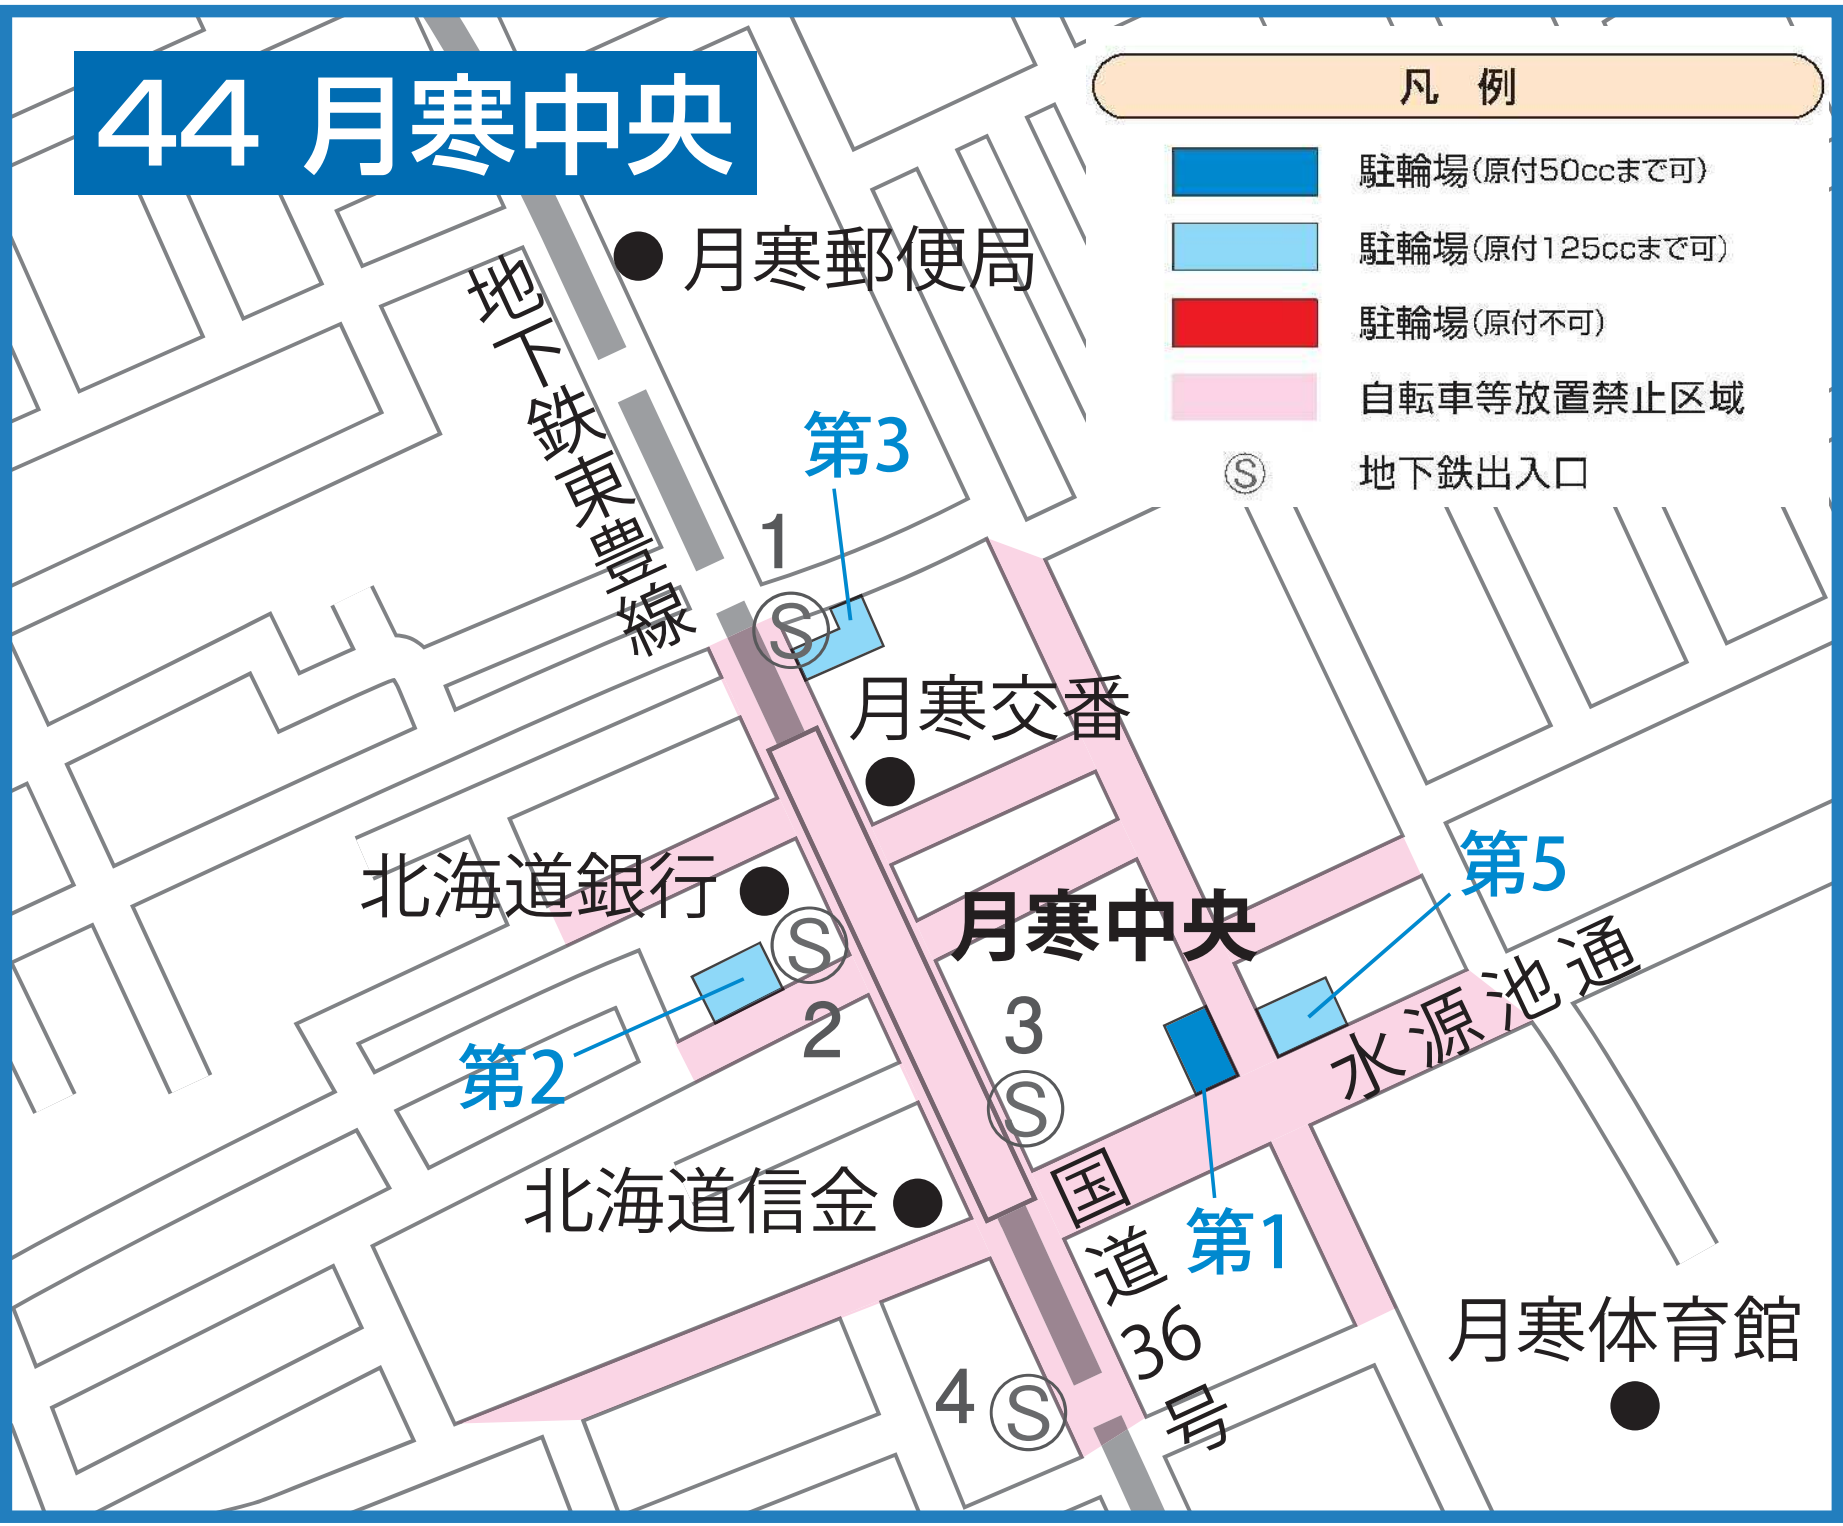 44 月寒中央
凡 例
駐輪場(原付50ccまで可)
駐輪場(原付125ccまで可)
駐輪場(原付不可)
自転車等放置禁止区域
Ⓢ 地下鉄出入口
月寒郵便局
地下鉄東豊線
第3
1
Ⓢ
月寒交番
北海道銀行
Ⓢ
2
第2
月寒中央
第5
水源池通
3
Ⓢ
第1
北海道信金
国道36号
4 Ⓢ
月寒体育館